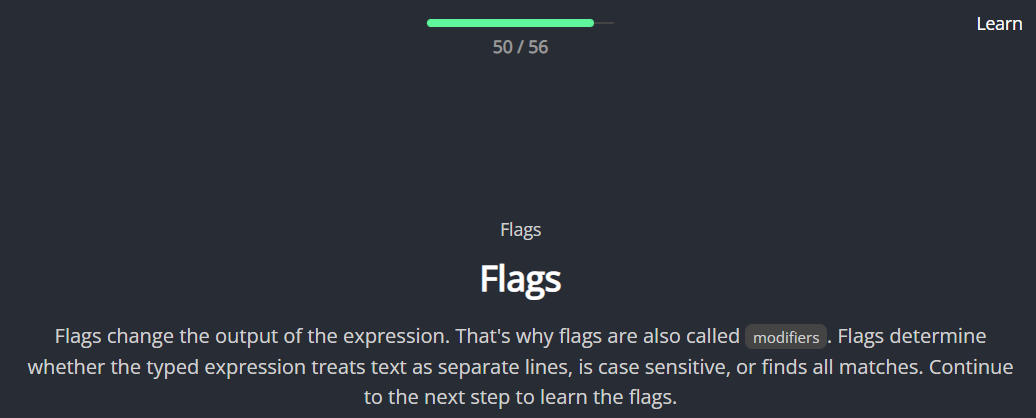 50 / 56
Learn
Flags
Flags
Flags change the output of the expression. That's why flags are also called modifiers. Flags determine
whether the typed expression treats text as separate lines, is case sensitive, or finds all matches. Continue
to the next step to learn the flags.